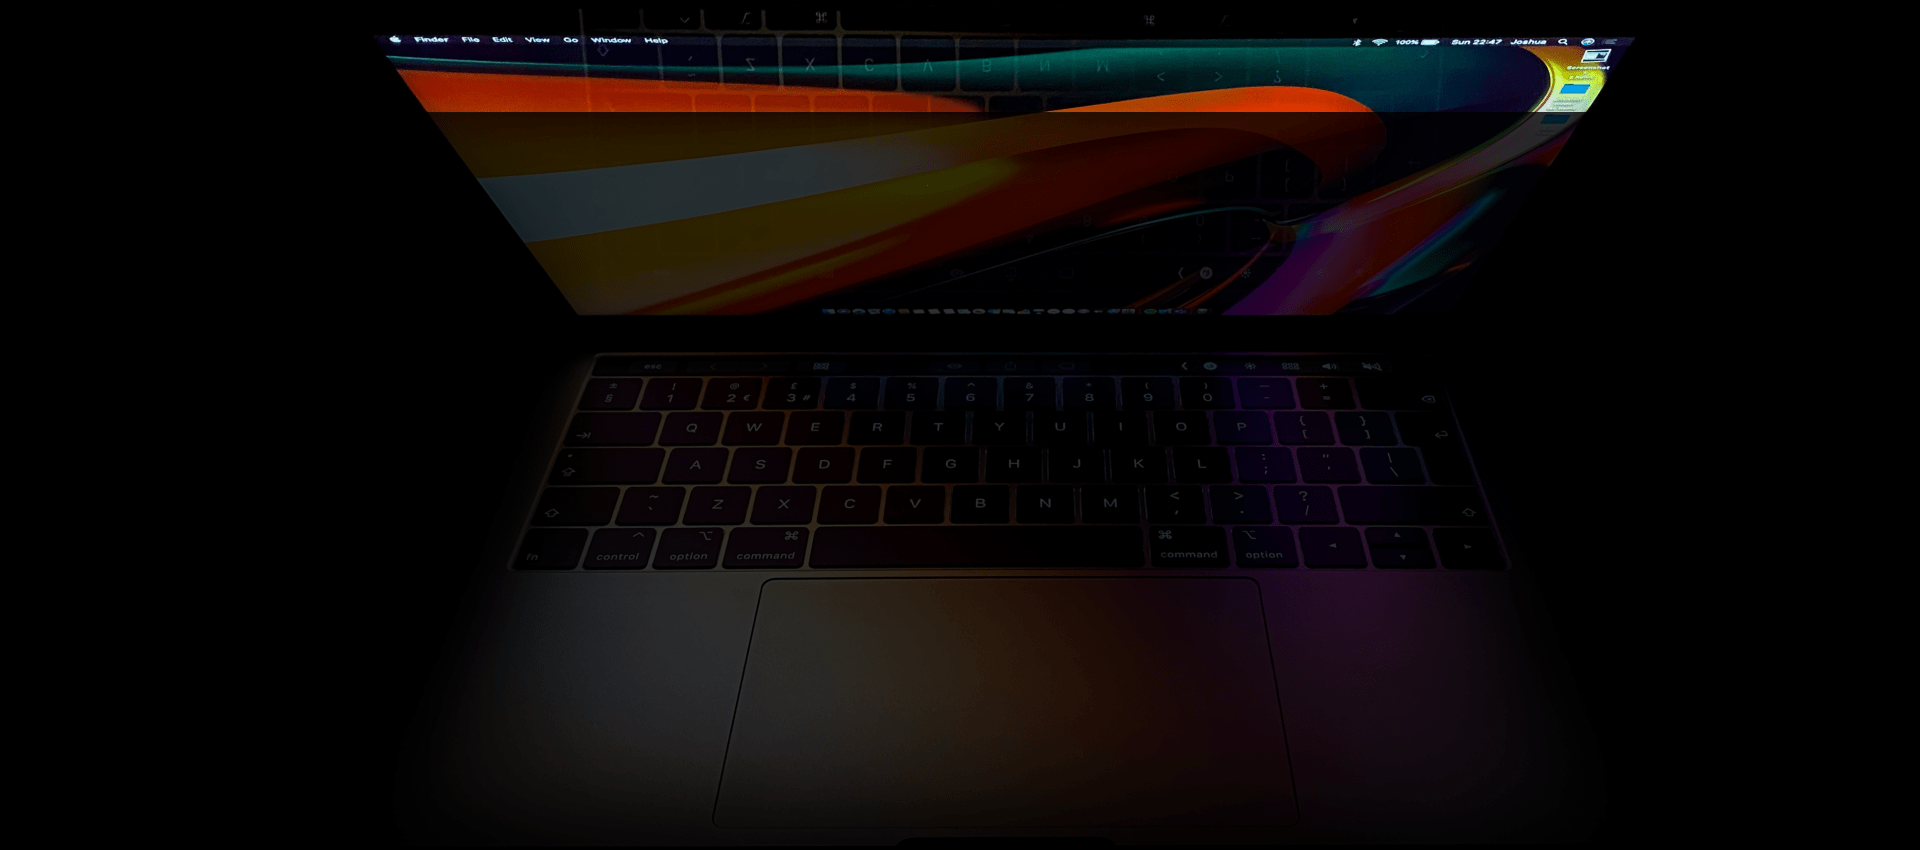 Finder File Edit View Go Window Help 100% Sun 22:47 Joshua
Screenshot
esc
± ! @ £ $ % ^ & * ( ) — +
§ 1 2 € 3 # 4 5 6 7 8 9 0 - =
Q W E R T Y U I O P { [ } ]
A S D F G H J K L : ; " ' | \
~ ` Z X C V B N M < , > . ? /
fn control option command command option